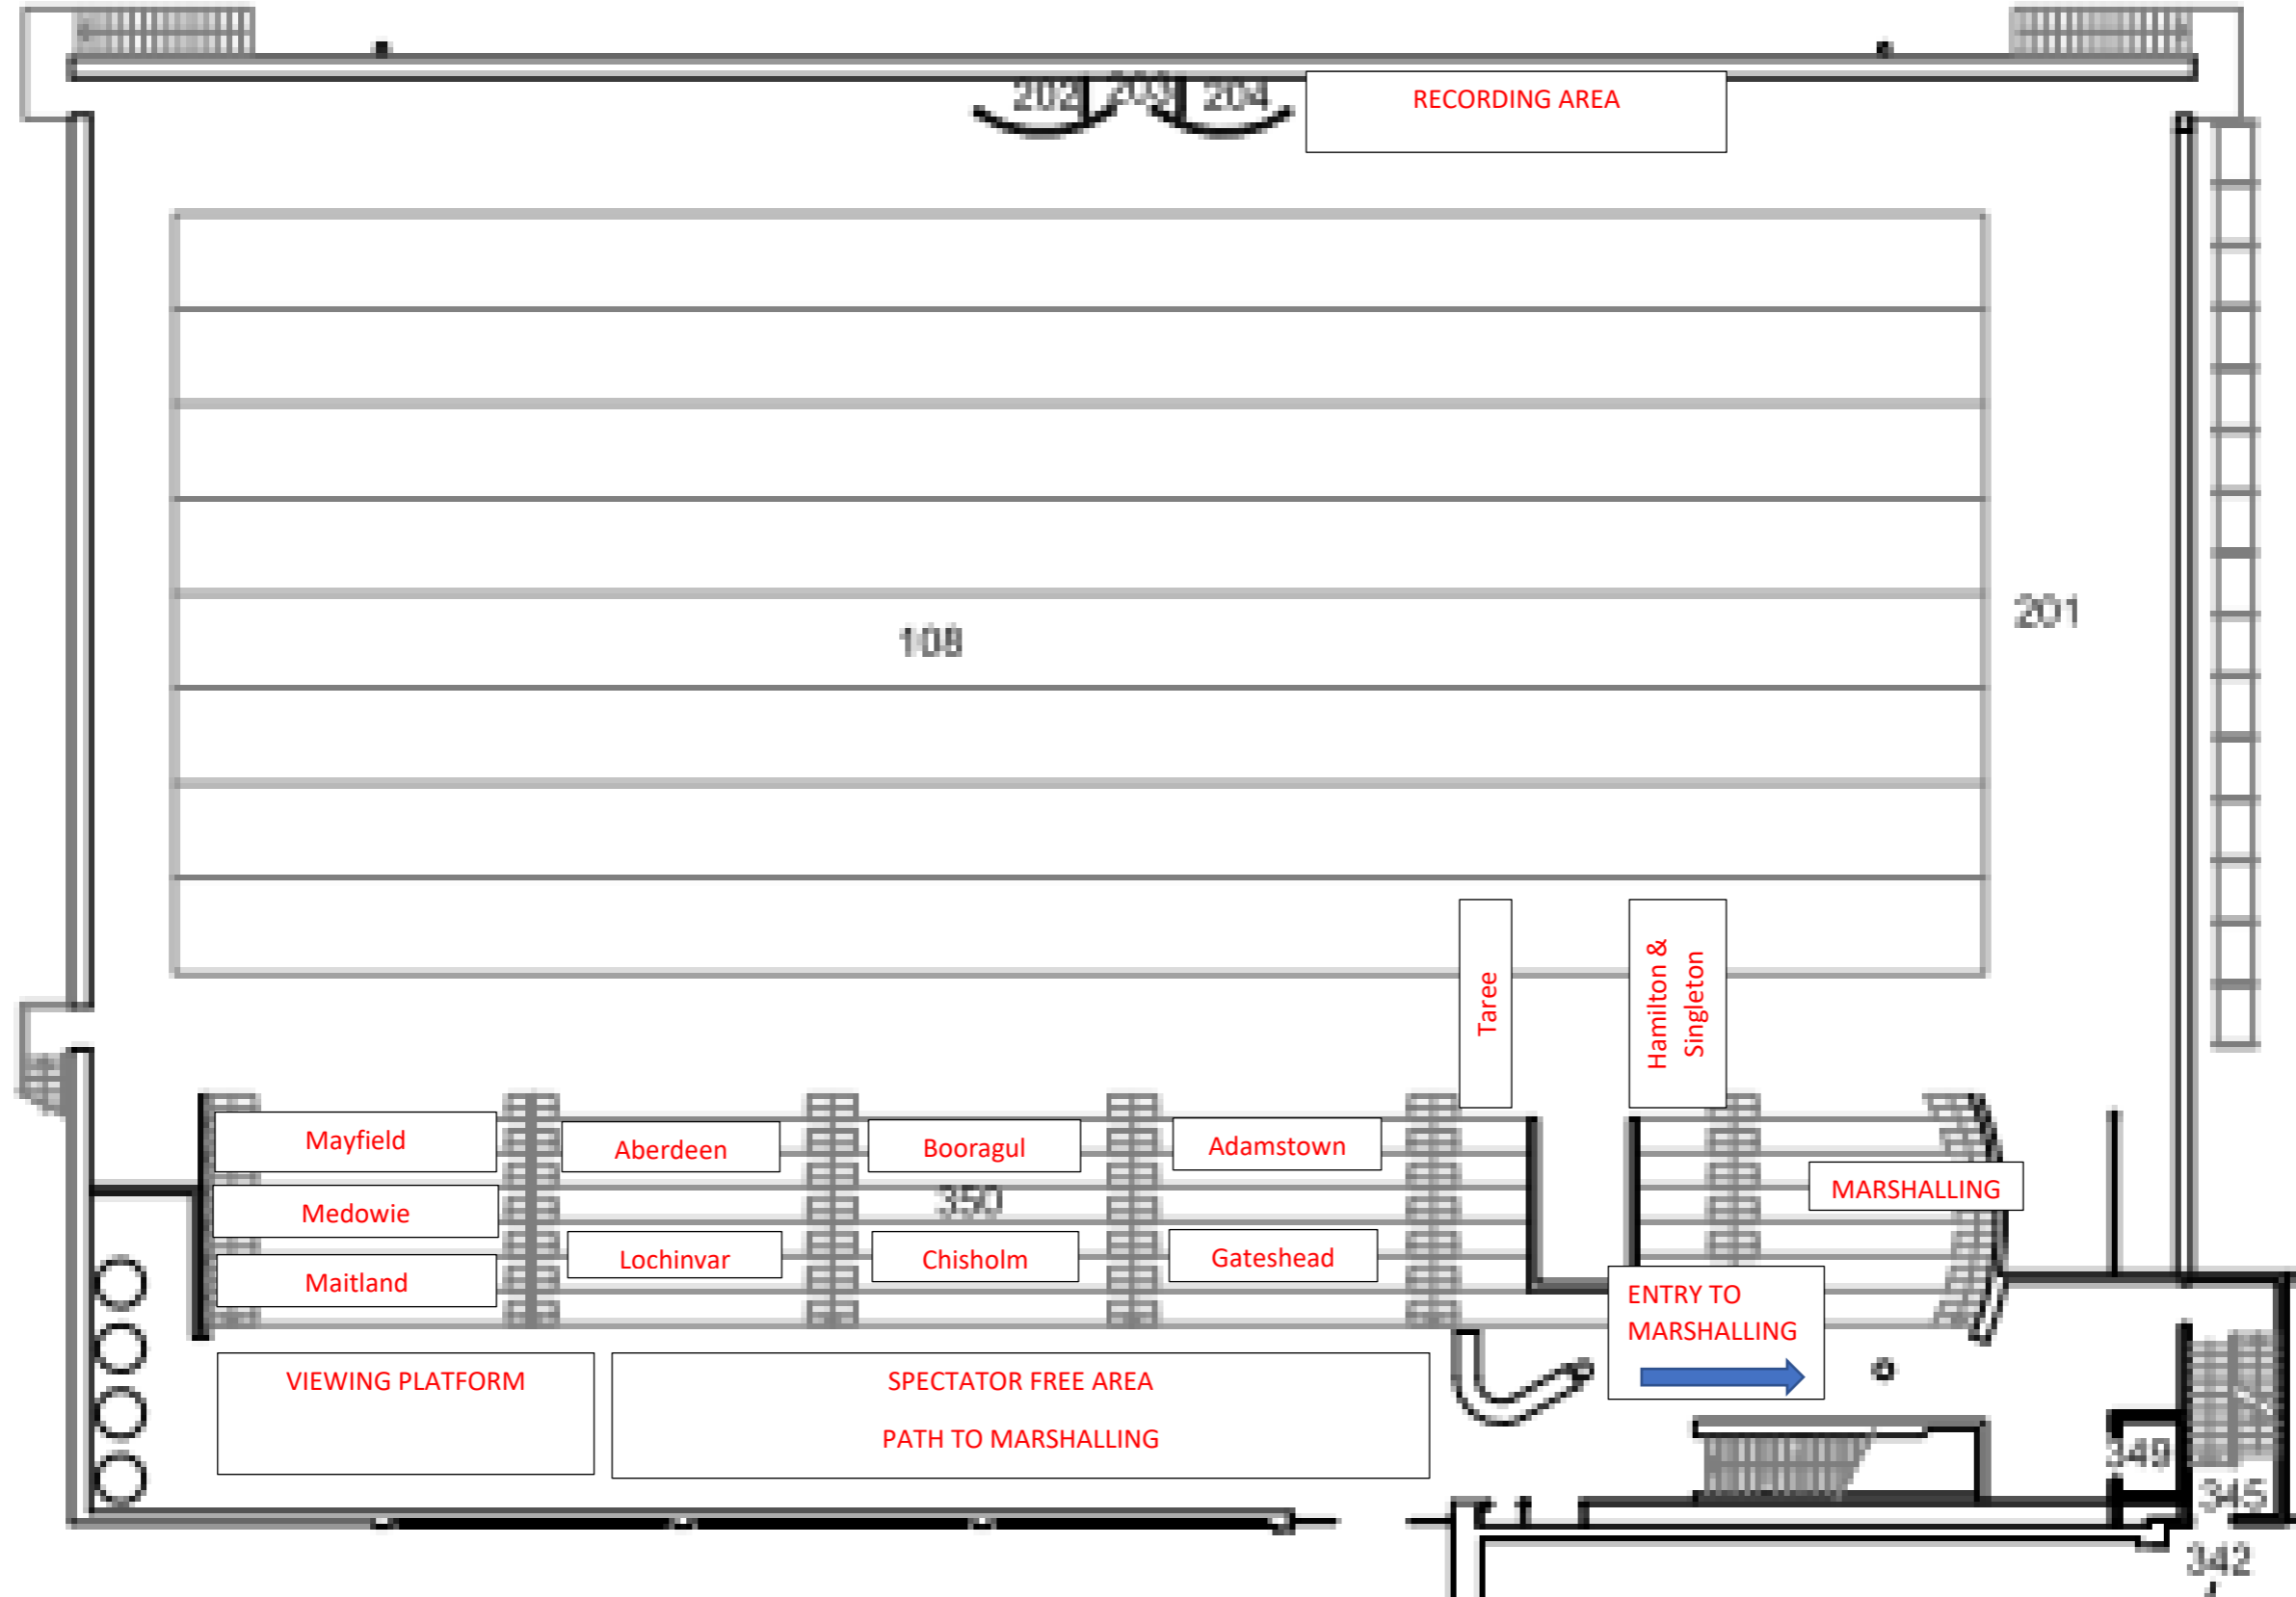 202 203 204
RECORDING AREA
108
201
Taree
Hamilton &
Singleton
Mayfield
Aberdeen
Booragul
Adamstown
MARSHALLING
Medowie
350
Lochinvar
Chisholm
Gateshead
Maitland
ENTRY TO
MARSHALLING
VIEWING PLATFORM
SPECTATOR FREE AREA
PATH TO MARSHALLING
349
345
342